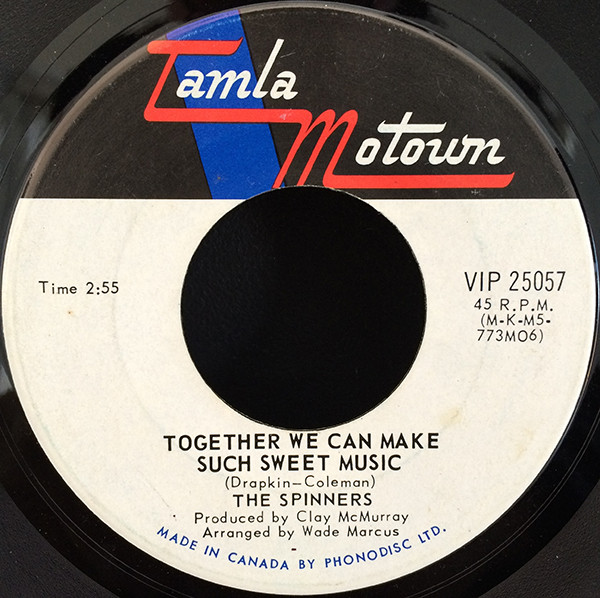 Tamla
Motown
Time 2:55
VIP 25057
45 R.P.M.
(M-K-M5-
773M06)
TOGETHER WE CAN MAKE
SUCH SWEET MUSIC
(Drapkin-Coleman)
THE SPINNERS
Produced by Clay McMurray
Arranged by Wade Marcus
MADE IN CANADA BY PHONODISC LTD.